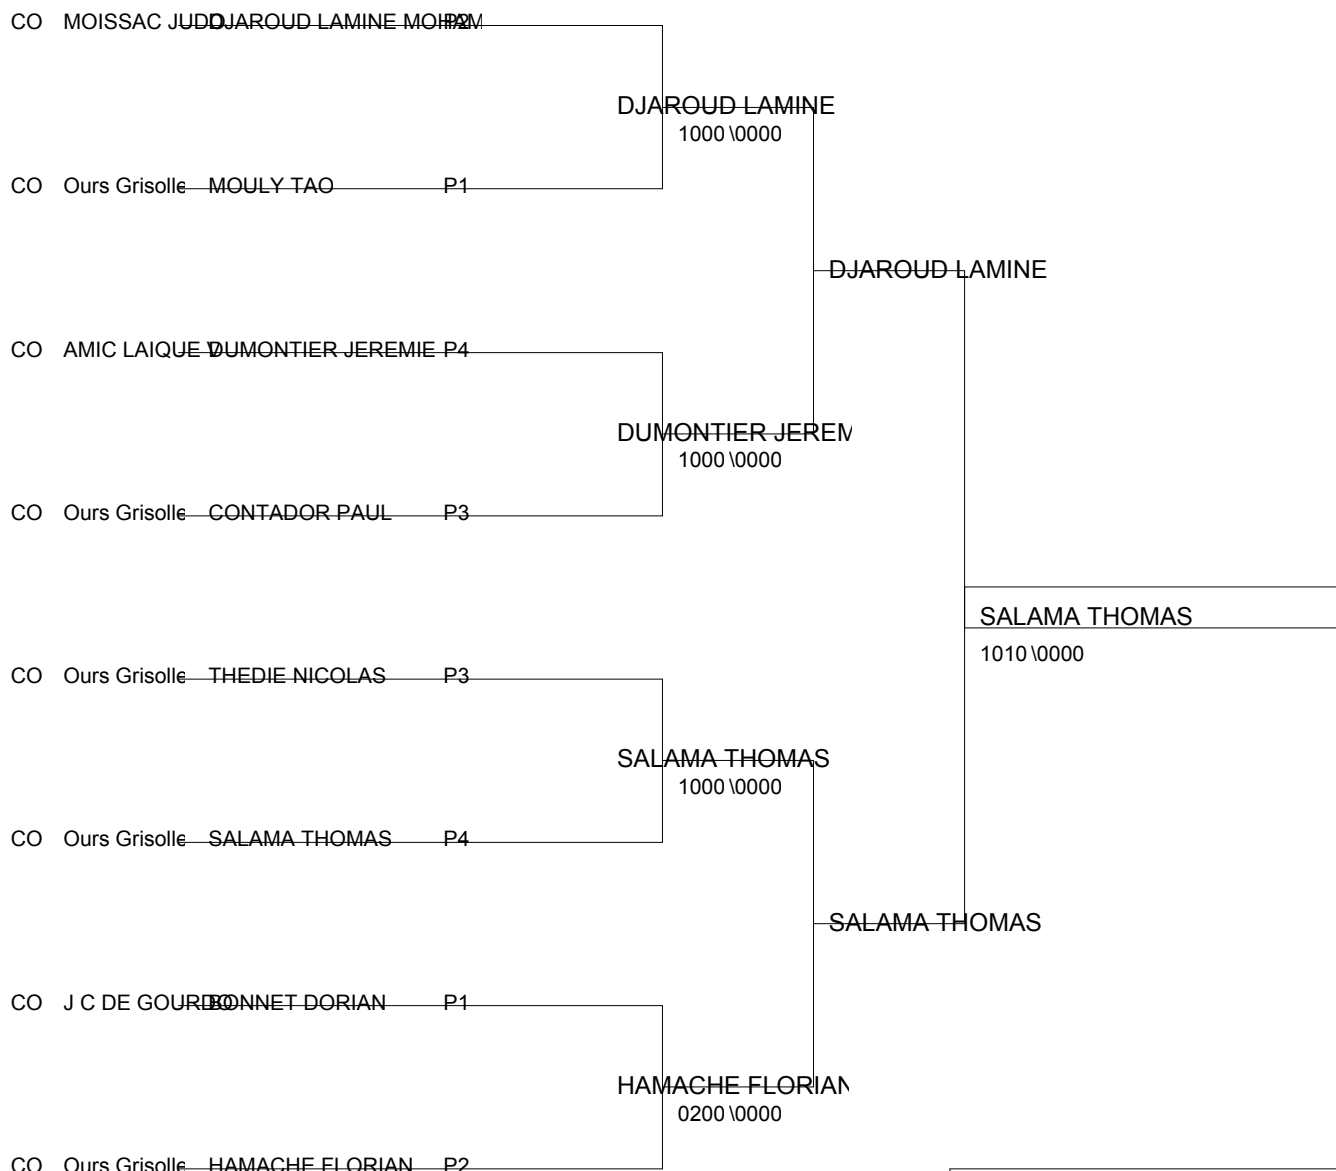 CO MOISSAC JUDO DJAROUD LAMINE MOHAM P2
DJAROUD LAMINE
1000 \0000
CO Ours Grisolle MOULY TAO P1
DJAROUD LAMINE
CO AMIC LAIQUE V DUMONTIER JEREMIE P4
DUMONTIER JEREM
1000 \0000
CO Ours Grisolle CONTADOR PAUL P3
SALAMA THOMAS
1010 \0000
CO Ours Grisolle THEDIE NICOLAS P3
SALAMA THOMAS
1000 \0000
CO Ours Grisolle SALAMA THOMAS P4
SALAMA THOMAS
CO J C DE GOURDO BONNET DORIAN P1
HAMACHE FLORIAN
0200 \0000
CO Ours Grisolle HAMACHE FLORIAN P2